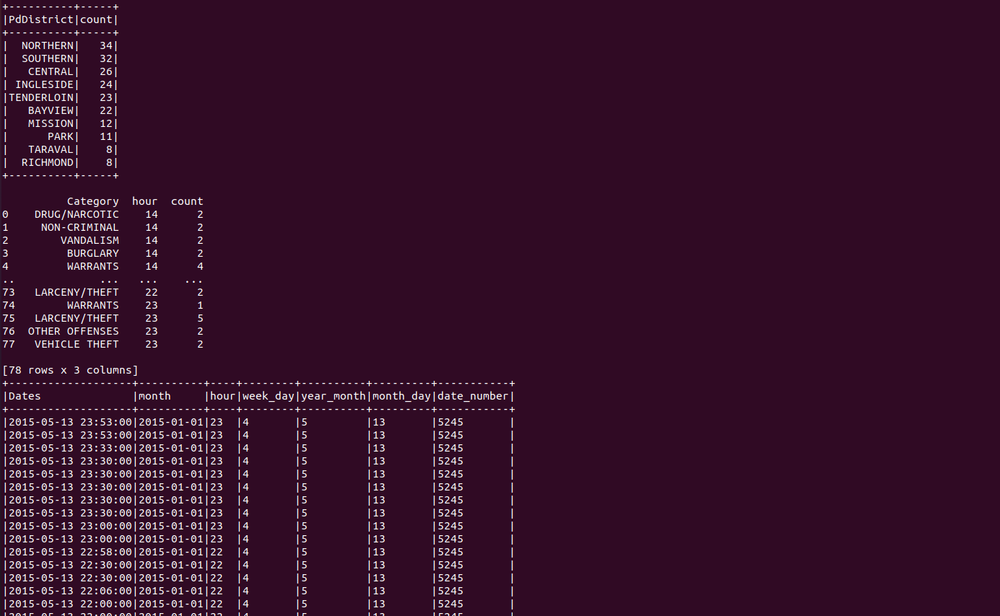 +----------+-----+
|PdDistrict|count|
+----------+-----+
|  NORTHERN|   34|
|  SOUTHERN|   32|
|   CENTRAL|   26|
| INGLESIDE|   24|
|TENDERLOIN|   23|
|   BAYVIEW|   22|
|   MISSION|   12|
|      PARK|   11|
|   TARAVAL|    8|
|  RICHMOND|    8|
+----------+-----+
          Category  hour  count
0    DRUG/NARCOTIC    14      2
1     NON-CRIMINAL    14      2
2        VANDALISM    14      2
3         BURGLARY    14      2
4         WARRANTS    14      4
..             ...   ...    ...
73   LARCENY/THEFT    22      2
74        WARRANTS    23      1
75   LARCENY/THEFT    23      5
76  OTHER OFFENSES    23      2
77   VEHICLE THEFT    23      2
[78 rows x 3 columns]
+-------------------+----------+----+--------+----------+---------+-----------+
|Dates              |month     |hour|week_day|year_month|month_day|date_number|
+-------------------+----------+----+--------+----------+---------+-----------+
|2015-05-13 23:53:00|2015-01-01|23  |4       |5         |13       |5245       |
|2015-05-13 23:53:00|2015-01-01|23  |4       |5         |13       |5245       |
|2015-05-13 23:33:00|2015-01-01|23  |4       |5         |13       |5245       |
|2015-05-13 23:30:00|2015-01-01|23  |4       |5         |13       |5245       |
|2015-05-13 23:30:00|2015-01-01|23  |4       |5         |13       |5245       |
|2015-05-13 23:30:00|2015-01-01|23  |4       |5         |13       |5245       |
|2015-05-13 23:30:00|2015-01-01|23  |4       |5         |13       |5245       |
|2015-05-13 23:30:00|2015-01-01|23  |4       |5         |13       |5245       |
|2015-05-13 23:00:00|2015-01-01|23  |4       |5         |13       |5245       |
|2015-05-13 23:00:00|2015-01-01|23  |4       |5         |13       |5245       |
|2015-05-13 22:58:00|2015-01-01|22  |4       |5         |13       |5245       |
|2015-05-13 22:30:00|2015-01-01|22  |4       |5         |13       |5245       |
|2015-05-13 22:30:00|2015-01-01|22  |4       |5         |13       |5245       |
|2015-05-13 22:06:00|2015-01-01|22  |4       |5         |13       |5245       |
|2015-05-13 22:00:00|2015-01-01|22  |4       |5         |13       |5245       |